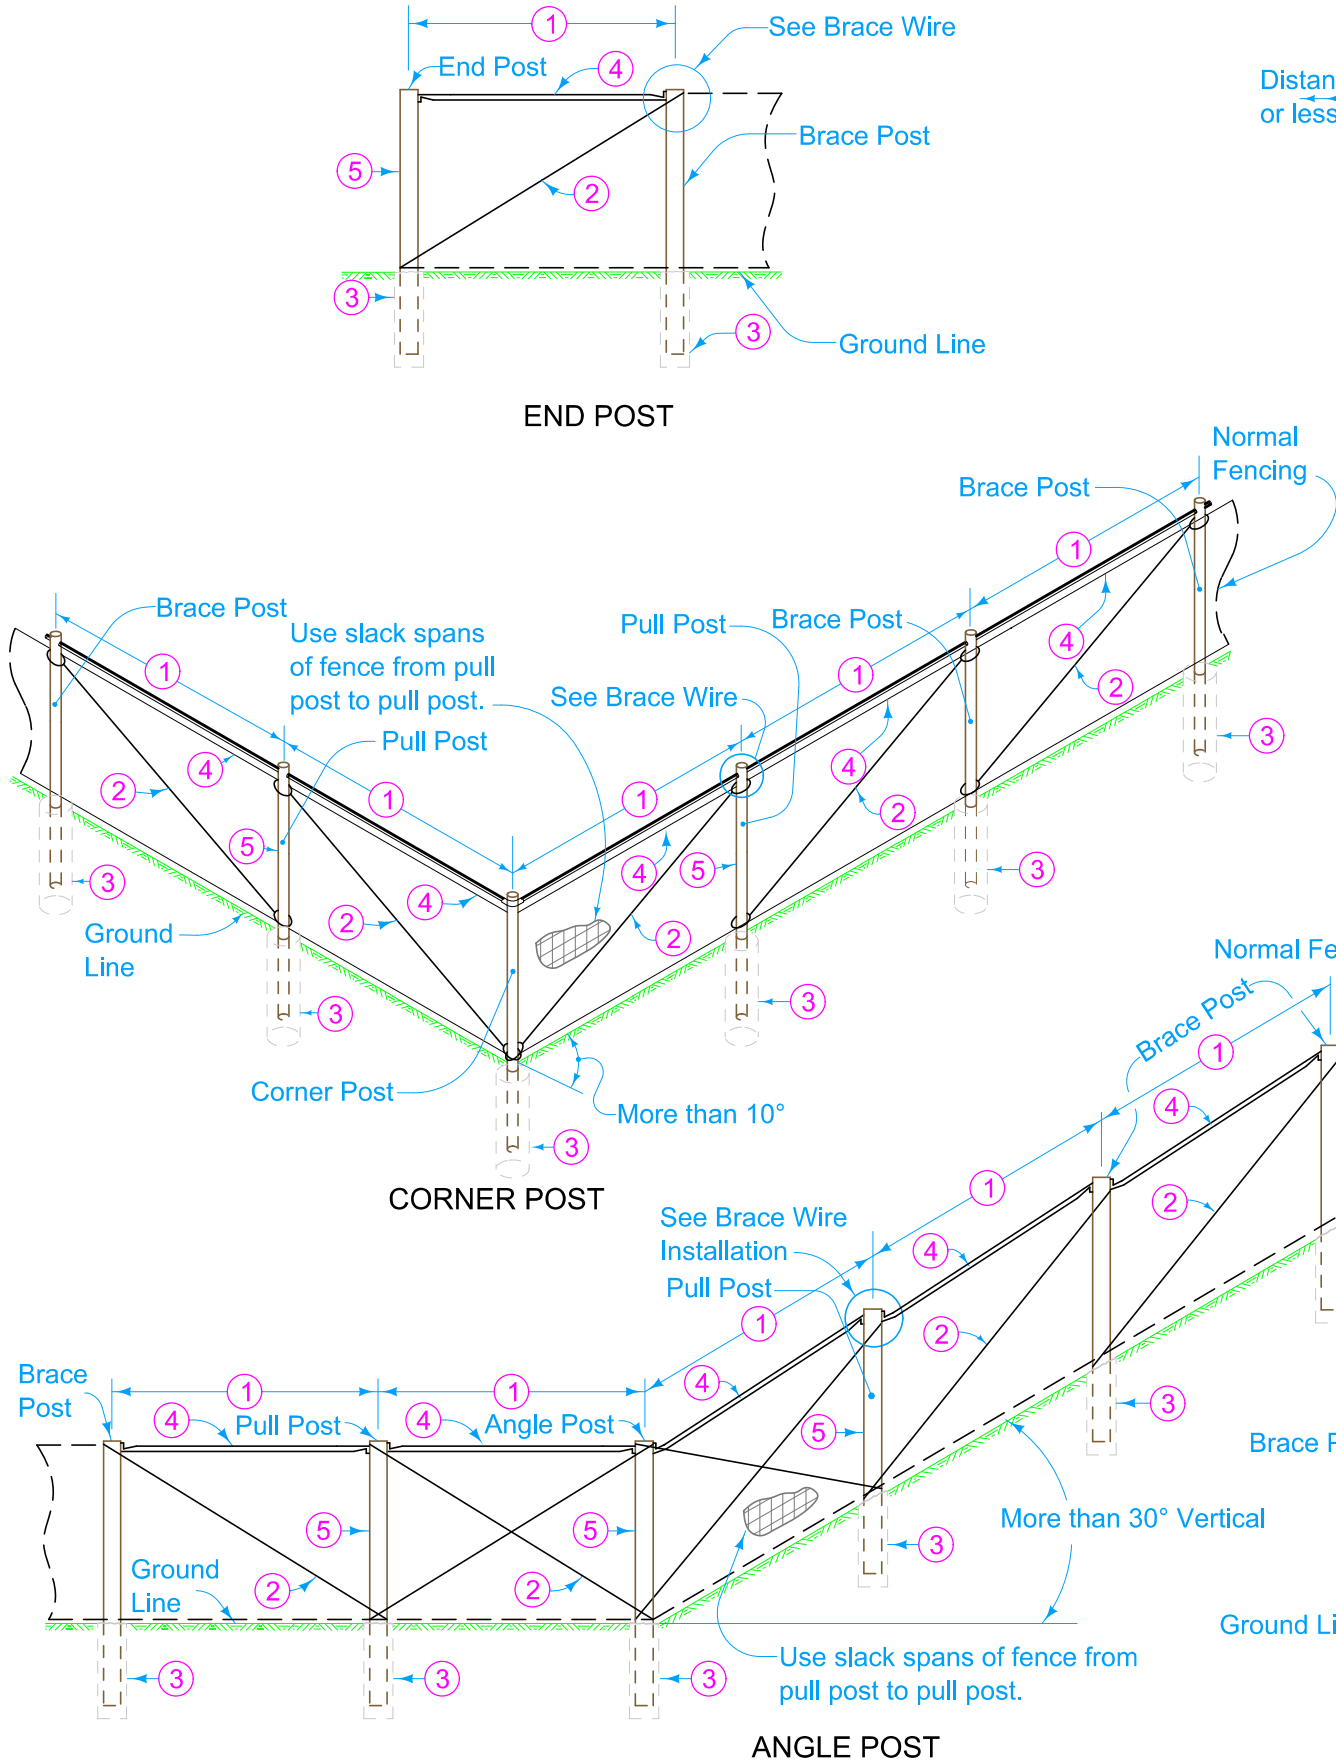 1
See Brace Wire
End Post
4
Distan
or less
Brace Post
5
2
3
3
Ground Line
END POST
Normal
Fencing
Brace Post
1
Brace Post
Use slack spans
of fence from pull
post to pull post.
Pull Post
Brace Post
4
1
1
See Brace Wire
2
Pull Post
3
4
4
2
1
1
2
5
5
4
3
4
3
2
2
Ground
Line
3
3
Normal Fe
Brace Post
1
Corner Post
More than 10°
4
3
CORNER POST
1
2
See Brace Wire
Installation
4
Pull Post
1
2
Brace
Post
1
1
4
4
Pull Post
4
Angle Post
3
5
Brace P
More than 30° Vertical
5
5
3
Ground
Line
2
2
Ground Li
Use slack spans of fence from
pull post to pull post.
3
3
3
ANGLE POST